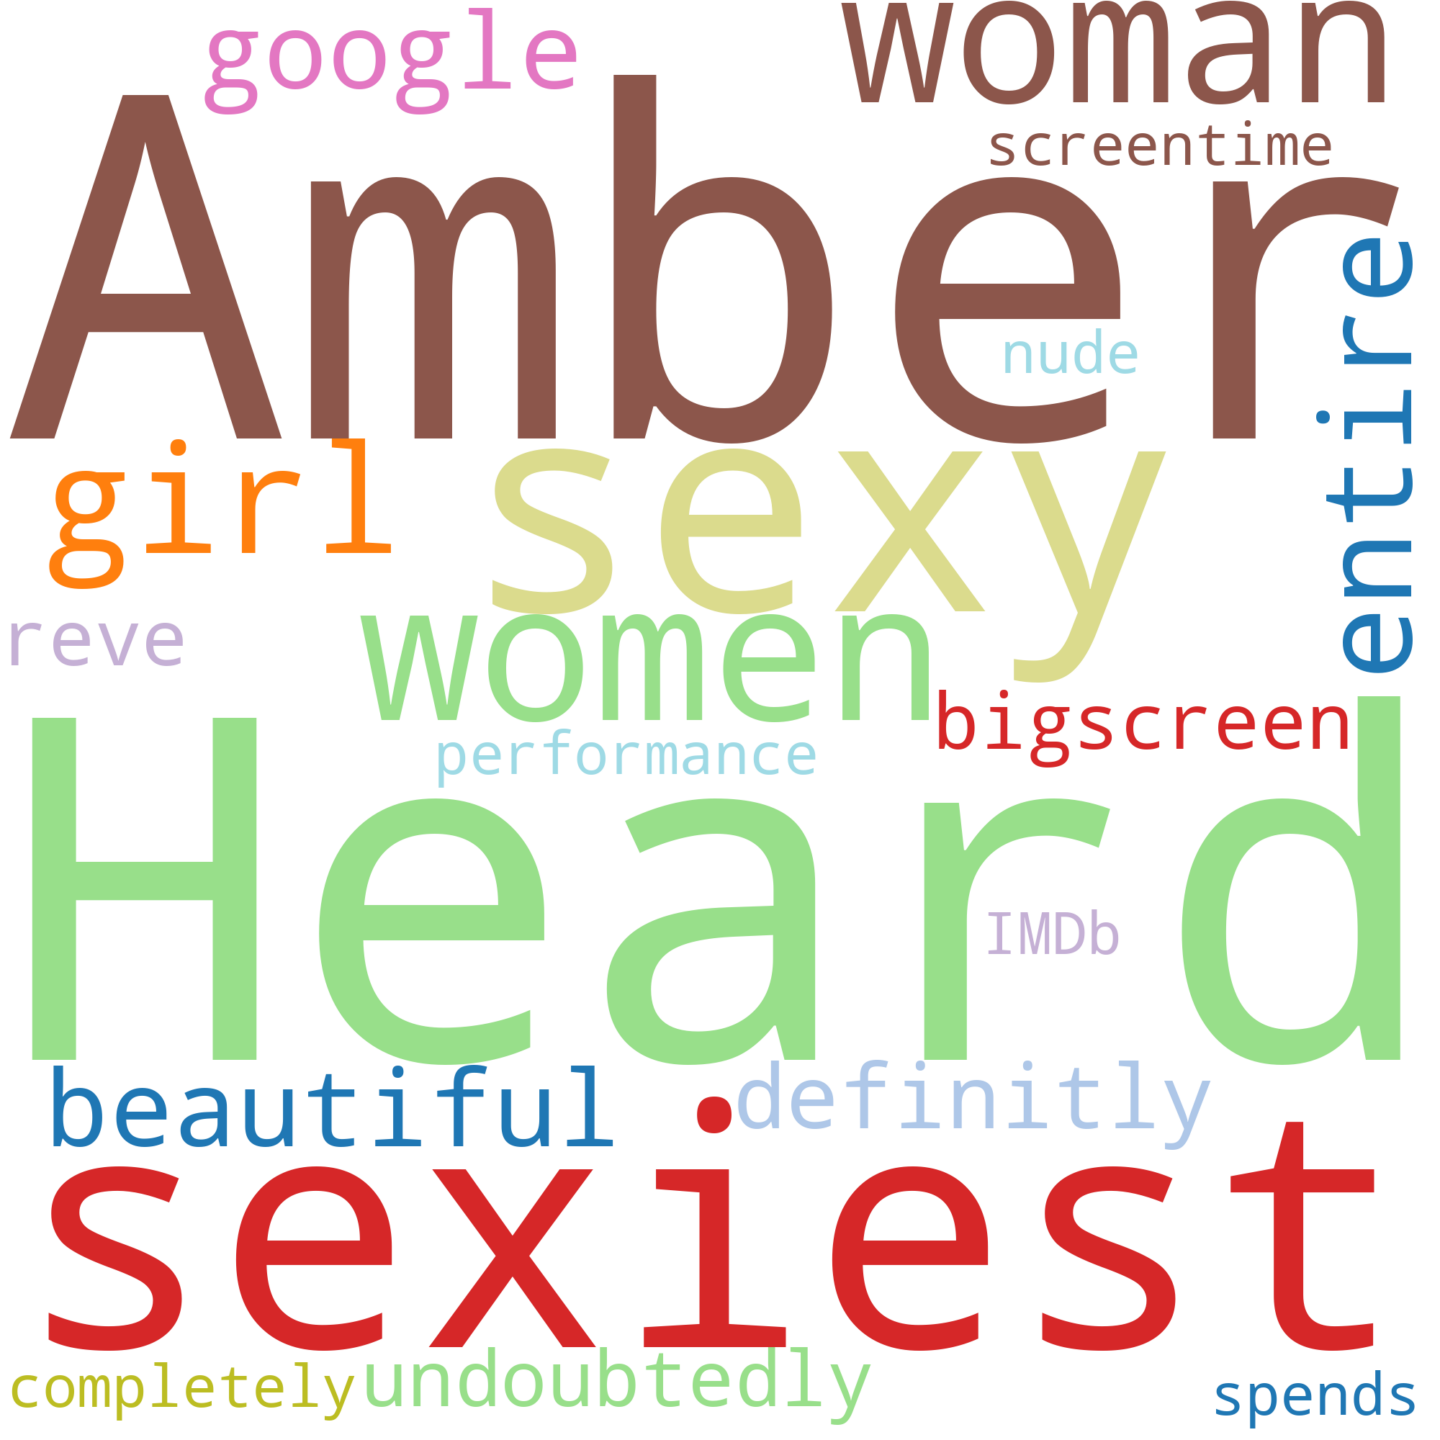 google
woman
screentime
Amber
nude
entire
girl
sexy
reve
women
bigscreen
performance
Heard
IMDb
beautiful
definitly
sexiest
completely
undoubtedly
spends